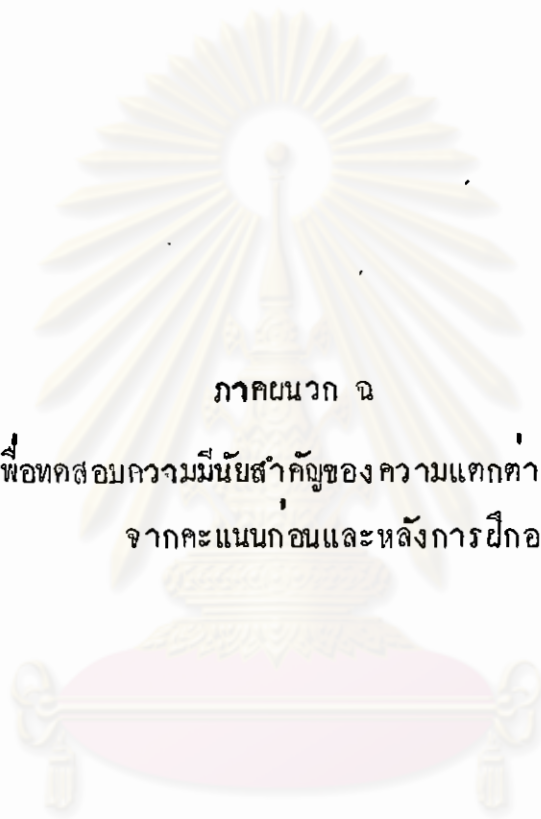 ภาคผนวก ฉ
พื่อทดสอบความมีนัยสำคัญของความแตกต่า
จากคะแนนก่อนและหลังการฝึกอ